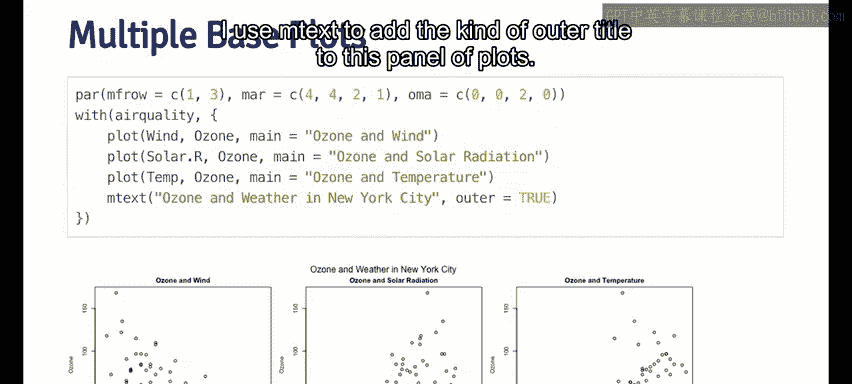 Multiple Base Plots
I use mtext to add the kind of outer title
to this panel of plots.
par(mfrow = c(1, 3), mar = c(4, 4, 2, 1), oma = c(0, 0, 2, 0))
with(airquality, {
plot(Wind, Ozone, main = "Ozone and Wind")
plot(Solar.R, Ozone, main = "Ozone and Solar Radiation")
plot(Temp, Ozone, main = "Ozone and Temperature")
mtext("Ozone and Weather in New York City", outer = TRUE)
})
Ozone and Weather in New York City
Ozone and Wind
Ozone and Solar Radiation
Ozone and Temperature
150
100
Ozone
150
100
Ozone
150
100
Ozone